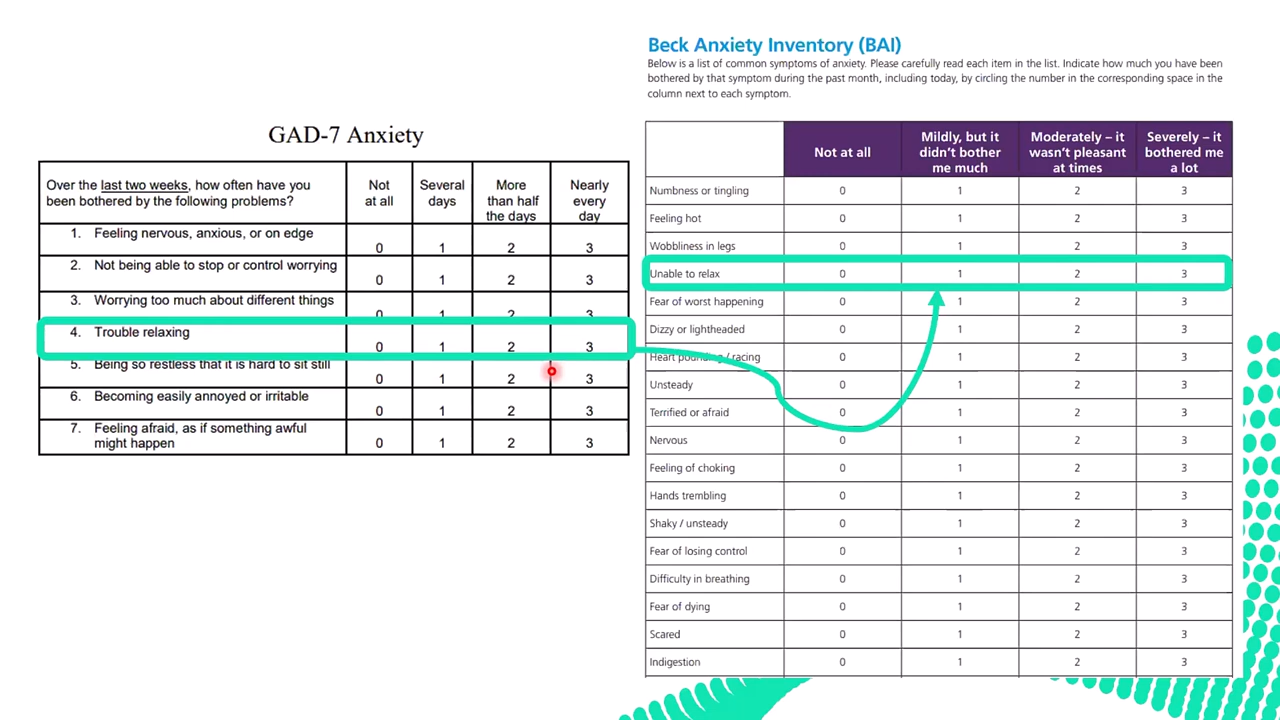 GAD-7 Anxiety
Over the last two weeks, how often have you
been bothered by the following problems?
Not
at all
Several
days
More
than half
the days
Nearly
every
day
1. Feeling nervous, anxious, or on edge
0 1 2 3
2. Not being able to stop or control worrying
0 1 2 3
3. Worrying too much about different things
0 1 2 3
4. Trouble relaxing
0 1 2 3
5. Being so restless that it is hard to sit still
0 1 2 3
6. Becoming easily annoyed or irritable
0 1 2 3
7. Feeling afraid, as if something awful
might happen
0 1 2 3
Beck Anxiety Inventory (BAI)
Below is a list of common symptoms of anxiety. Please carefully read each item in the list. Indicate how much you have been
bothered by that symptom during the past month, including today, by circling the number in the corresponding space in the
column next to each symptom.
Not at all
Mildly, but it
didn't bother
me much
Moderately – it
wasn't pleasant
at times
Severely – it
bothered me
a lot
Numbness or tingling 0 1 2 3
Feeling hot 0 1 2 3
Wobbliness in legs 0 1 2 3
Unable to relax 0 1 2 3
Fear of worst happening 0 1 2 3
Dizzy or lightheaded 0 1 2 3
Heart pounding / racing 0 1 2 3
Unsteady 0 1 2 3
Terrified or afraid 0 1 2 3
Nervous 0 1 2 3
Feeling of choking 0 1 2 3
Hands trembling 0 1 2 3
Shaky / unsteady 0 1 2 3
Fear of losing control 0 1 2 3
Difficulty in breathing 0 1 2 3
Fear of dying 0 1 2 3
Scared 0 1 2 3
Indigestion 0 1 2 3